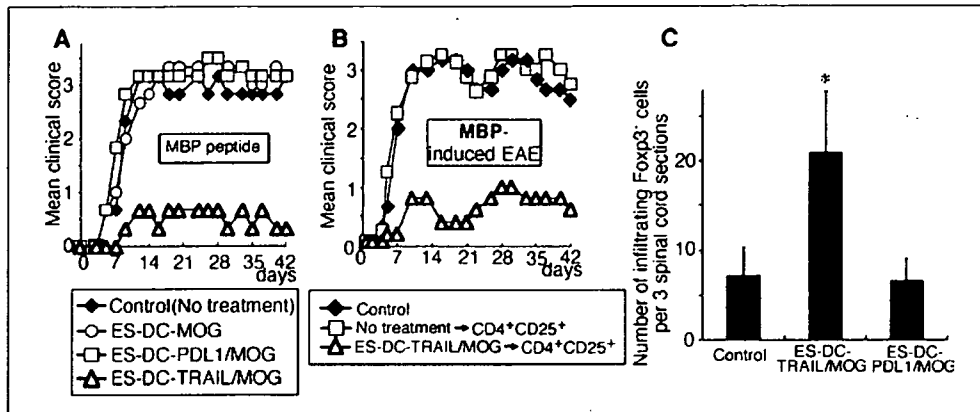 A
Mean clinical score
3
2
1
0
0 7 14 21 28 35 42
days
MBP peptide
Control(No treatment)
ES-DC-MOG
ES-DC-PDL1/MOG
ES-DC-TRAIL/MOG
B
Mean clinical score
3
2
1
0
0 7 14 21 28 35 42
days
MBP-
induced EAE
Control
No treatment→CD4+CD25+
ES-DC-TRAIL/MOG→CD4+CD25+
C
Number of infiltrating Foxp3+ cells
per 3 spinal cord sections
20
10
0
*
Control
ES-DC-
TRAIL/MOG
ES-DC-
PDL1/MOG